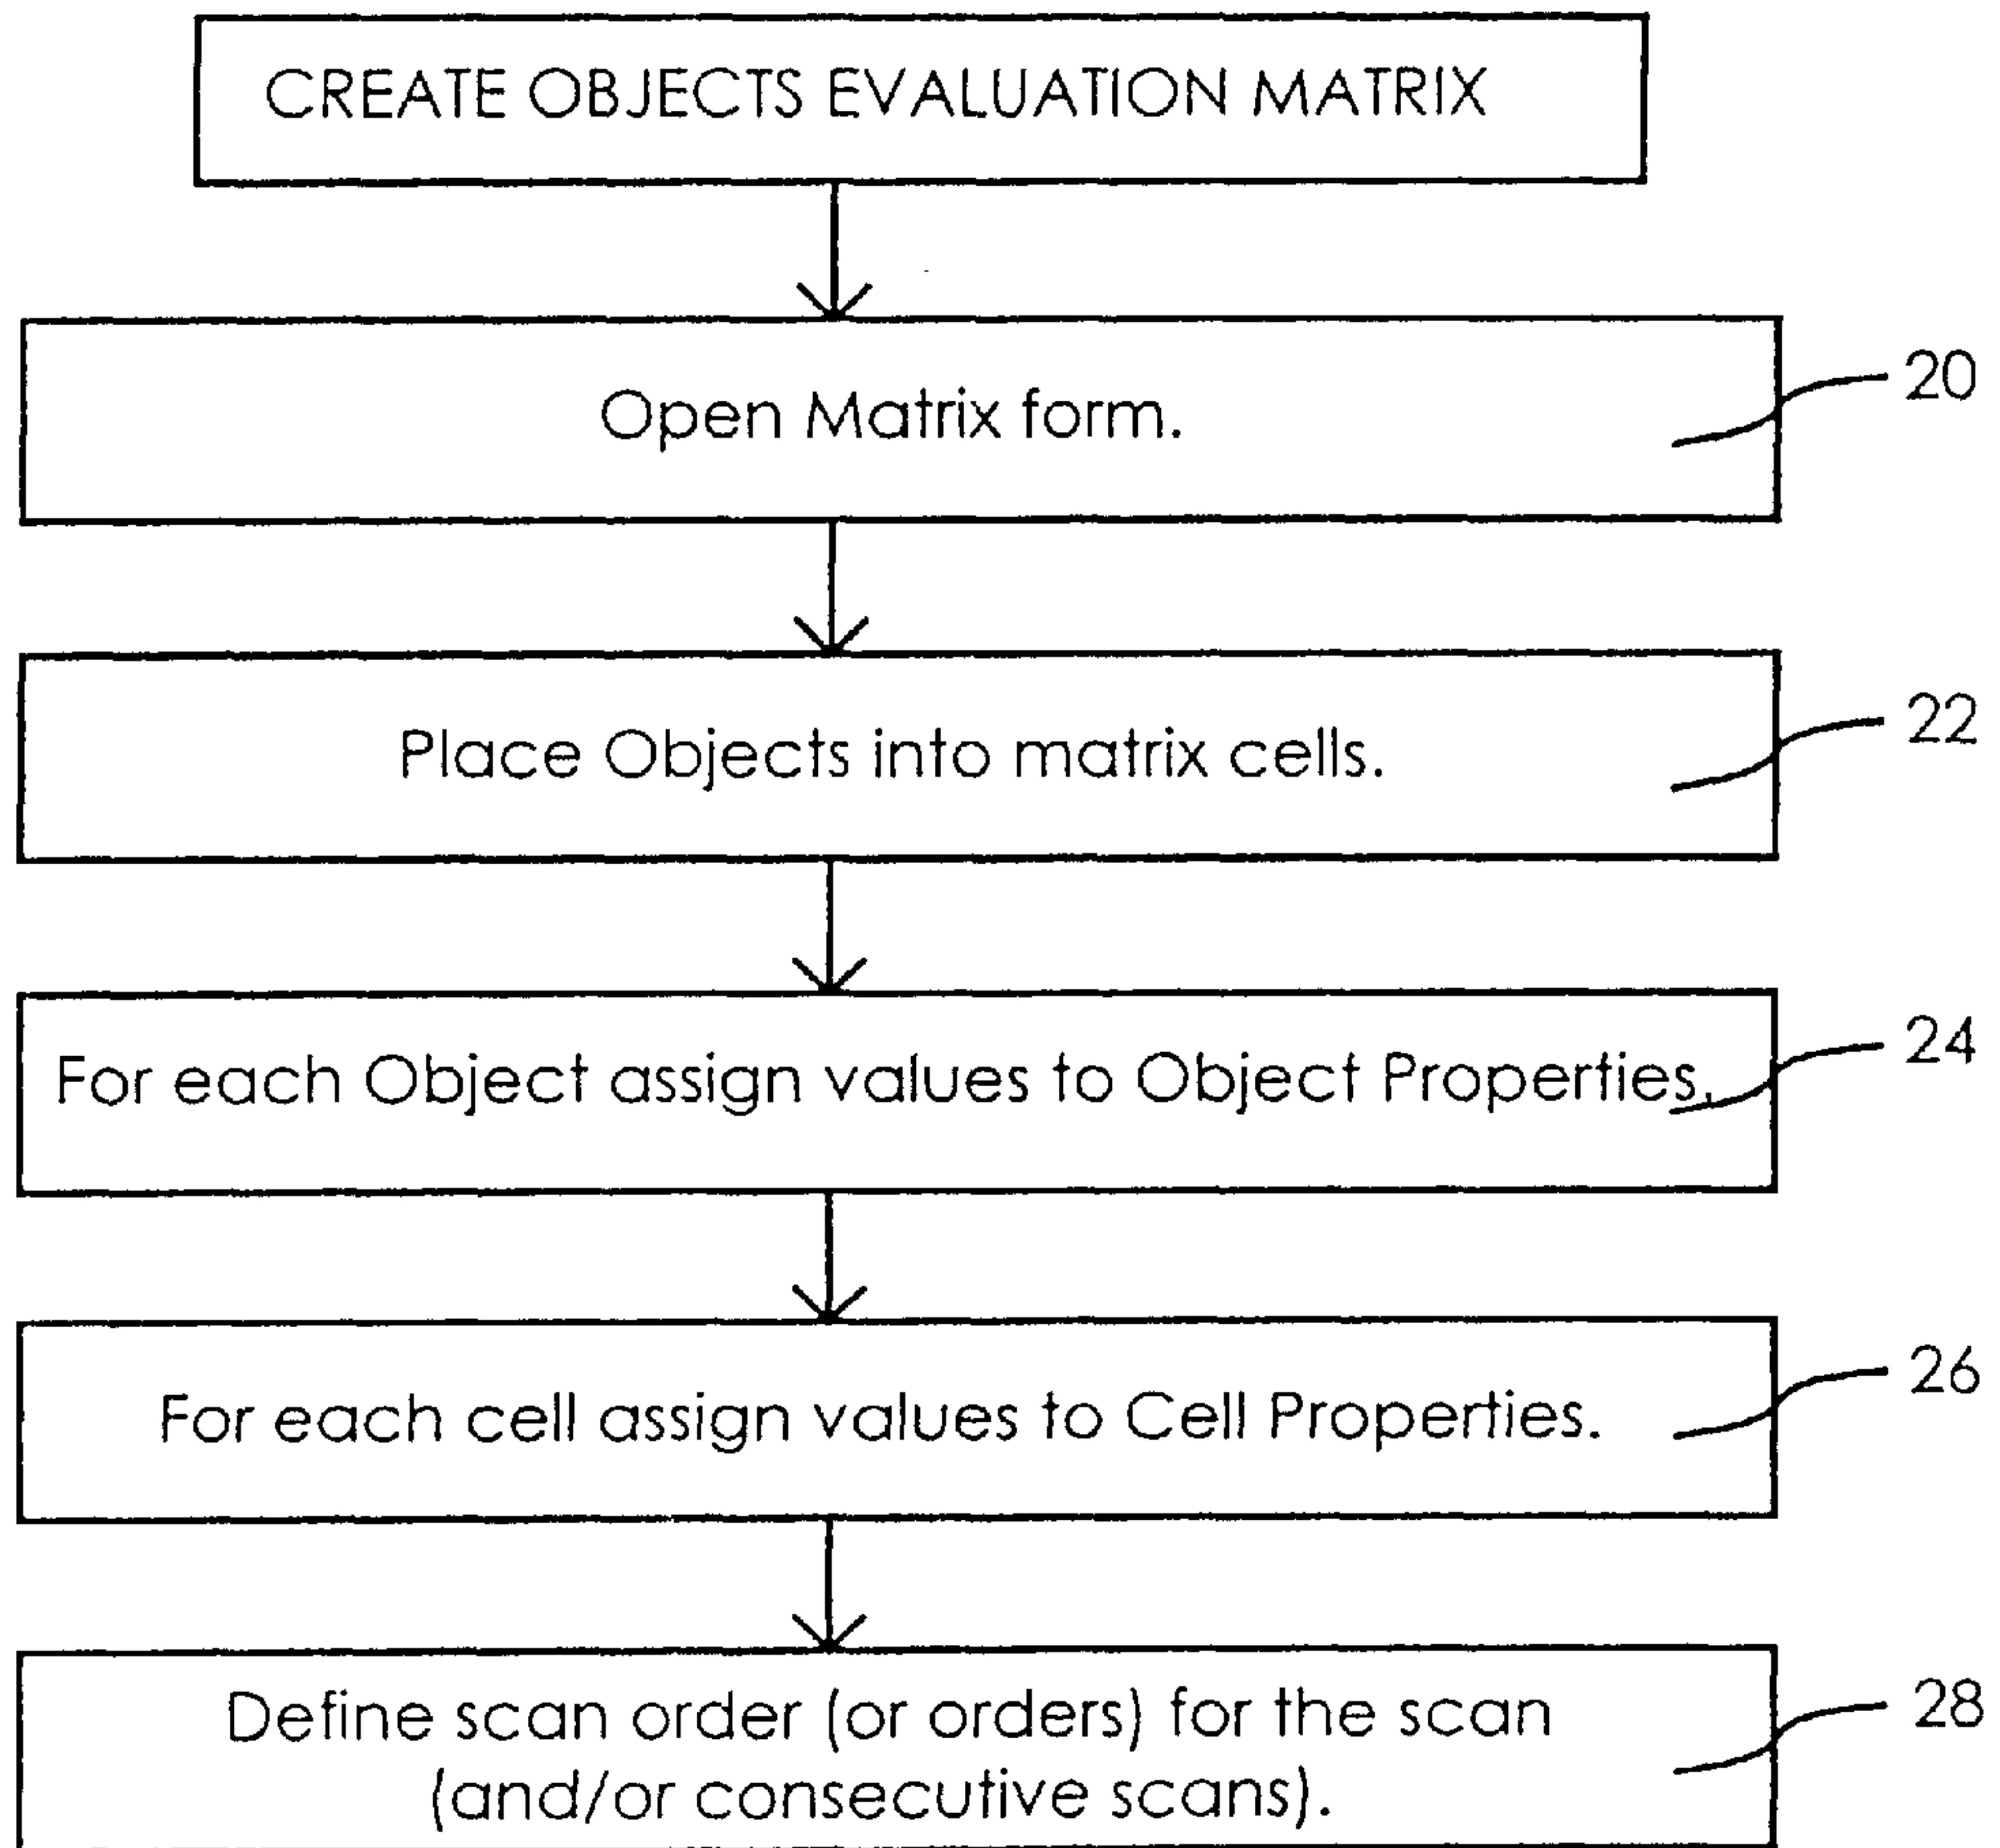 CREATE OBJECTS EVALUATION MATRIX
Open Matrix form.
20
Place Objects into matrix cells.
22
For each Object assign values to Object Properties.
24
For each cell assign values to Cell Properties.
26
Define scan order (or orders) for the scan
(and/or consecutive scans).
28